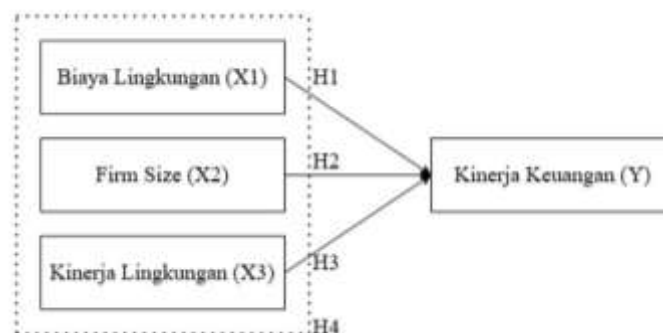 Biaya Lingkungan (X1)
H1
Firm Size (X2)
H2
Kinerja Keuangan (Y)
Kinerja Lingkungan (X3)
H3
H4